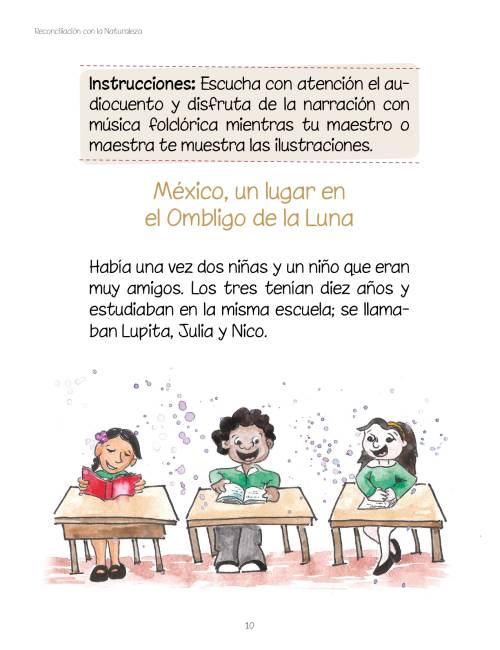 Reconciliación con la Naturaleza
Instrucciones: Escucha con atención el au-
diocuento y disfruta de la narración con
música folclórica mientras tu maestro o
maestra te muestra las ilustraciones.
México, un lugar en
el Ombligo de la Luna
Había una vez dos niñas y un niño que eran
muy amigos. Los tres tenían diez años y
estudiaban en la misma escuela; se llama-
ban Lupita, Julia y Nico.
10